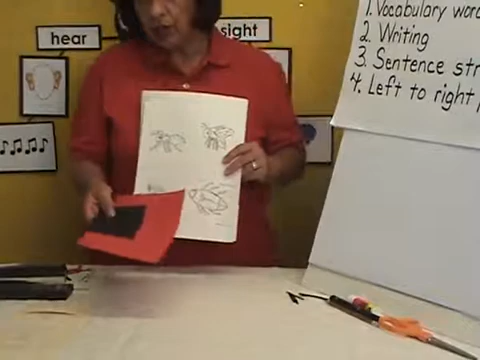 hear
sight
1. Vocabulary word
2. Writing
3. Sentence str
4. Left to right